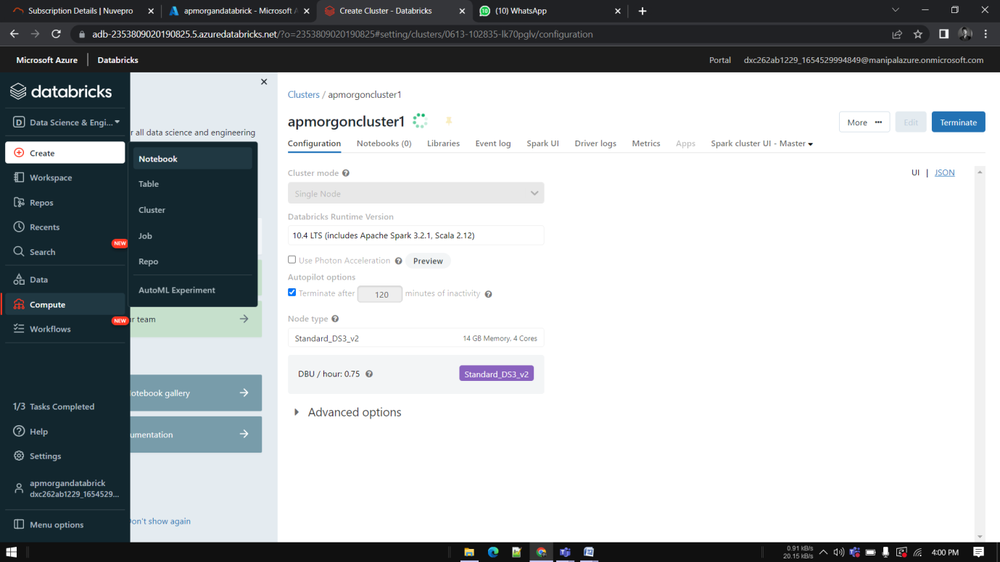 Subscription Details | Nuvepro
apmorgandatabrick - Microsoft A
Create Cluster - Databricks
(10) WhatsApp
adb-2353809020190825.5.azuredatabricks.net/?o=2353809020190825#setting/clusters/0613-102835-lk70pglv/configuration
Microsoft Azure
Databricks
Portal
dxc262ab1229_1654529994849@manipalazure.onmicrosoft.com
databricks
D
Data Science & Engi...
Create
Workspace
Repos
Recents
NEW
Search
Data
Compute
NEW
Workflows
1/3 Tasks Completed
Help
Settings
apmorgandatabrick
dxc262ab1229_1654529...
Menu options
Notebook
Table
Cluster
Job
Repo
AutoML Experiment
r all data science and engineering
r team
otebook gallery
umentation
on't show again
Clusters / apmorgoncluster1
apmorgoncluster1
More ...
Edit
Terminate
Configuration
Notebooks (0)
Libraries
Event log
Spark UI
Driver logs
Metrics
Apps
Spark cluster UI - Master
UI | JSON
Cluster mode ?
Single Node
Databricks Runtime Version
10.4 LTS (includes Apache Spark 3.2.1, Scala 2.12)
Use Photon Acceleration ? Preview
Autopilot options
Terminate after 120 minutes of inactivity ?
Node type ?
Standard_DS3_v2
14 GB Memory, 4 Cores
DBU / hour: 0.75 ?
Standard_DS3_v2
Advanced options
0.91 kB/s
20.15 kB/s
4:00 PM